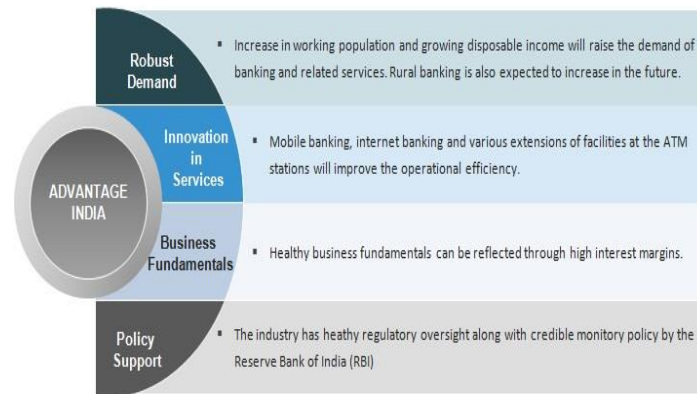 Robust
Demand
▪ Increase in working population and growing disposable income will raise the demand of
banking and related services. Rural banking is also expected to increase in the future.
Innovation
in
Services
▪ Mobile banking, internet banking and various extensions of facilities at the ATM
stations will improve the operational efficiency.
ADVANTAGE
INDIA
Business
Fundamentals
▪ Healthy business fundamentals can be reflected through high interest margins.
Policy
Support
▪ The industry has heathy regulatory oversight along with credible monitory policy by the
Reserve Bank of India (RBI)